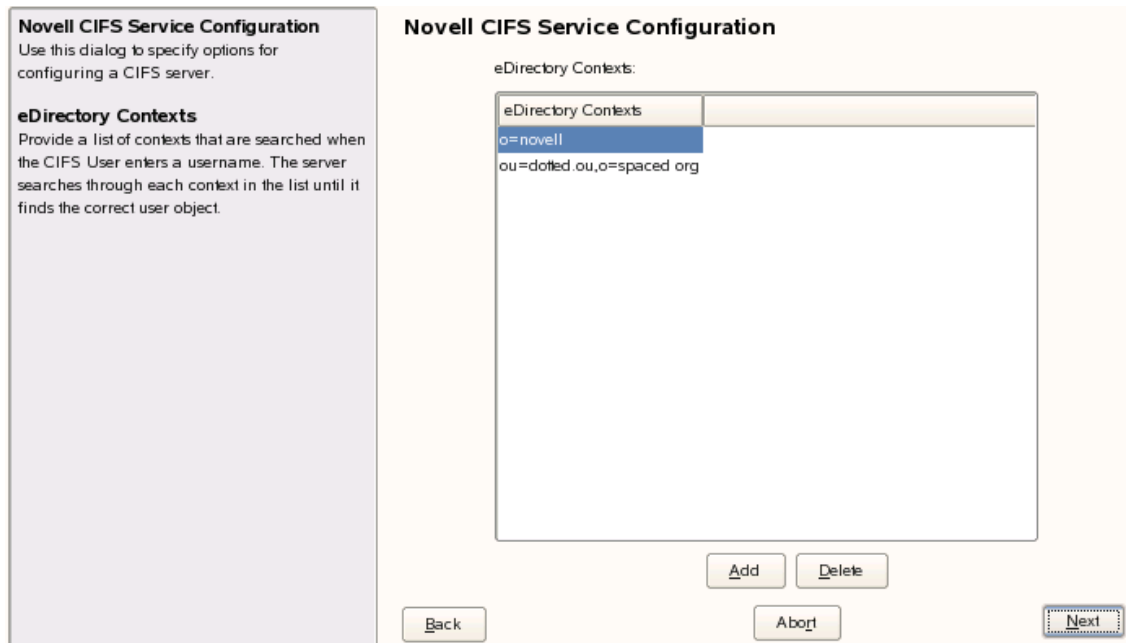 Novell CIFS Service Configuration
Use this dialog to specify options for
configuring a CIFS server.
eDirectory Contexts
Provide a list of contexts that are searched when
the CIFS User enters a username. The server
searches through each context in the list until it
finds the correct user object.
Novell CIFS Service Configuration
eDirectory Contexts:
eDirectory Contexts
o=novell
ou=dotted.ou,o=spaced org
Add
Delete
Back
Abort
Next